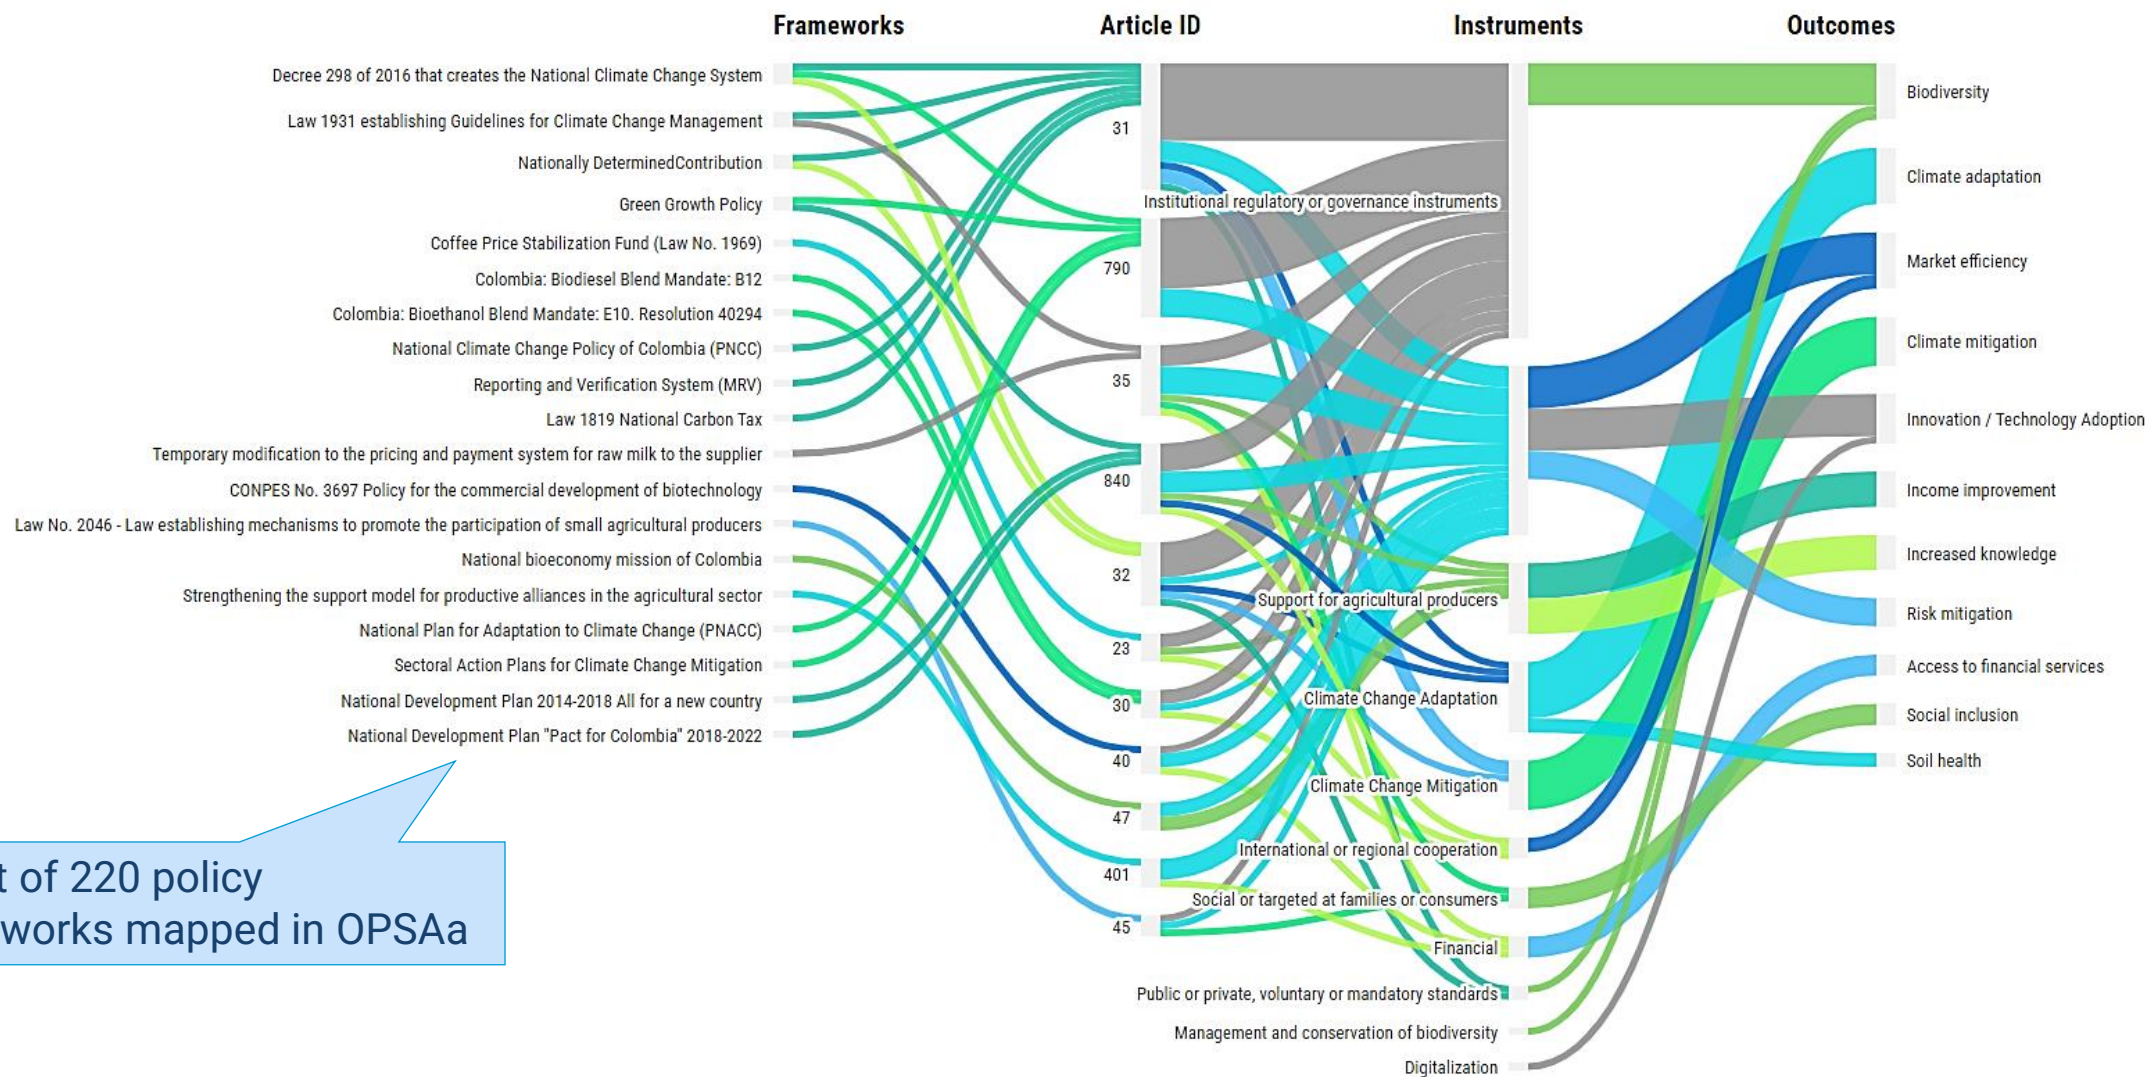 Frameworks
Article ID
Instruments
Outcomes
Decree 298 of 2016 that creates the National Climate Change System
Law 1931 establishing Guidelines for Climate Change Management
Nationally DeterminedContribution
Green Growth Policy
Coffee Price Stabilization Fund (Law No. 1969)
Colombia: Biodiesel Blend Mandate: B12
Colombia: Bioethanol Blend Mandate: E10. Resolution 40294
National Climate Change Policy of Colombia (PNCC)
Reporting and Verification System (MRV)
Law 1819 National Carbon Tax
Temporary modification to the pricing and payment system for raw milk to the supplier
CONPES No. 3697 Policy for the commercial development of biotechnology
Law No. 2046 - Law establishing mechanisms to promote the participation of small agricultural producers
National bioeconomy mission of Colombia
Strengthening the support model for productive alliances in the agricultural sector
National Plan for Adaptation to Climate Change (PNACC)
Sectoral Action Plans for Climate Change Mitigation
National Development Plan 2014-2018 All for a new country
National Development Plan "Pact for Colombia" 2018-2022
31
790
35
840
32
23
30
40
47
401
45
Institutional regulatory or governance instruments
Support for agricultural producers
Climate Change Adaptation
Climate Change Mitigation
International or regional cooperation
Social or targeted at families or consumers
Financial
Public or private, voluntary or mandatory standards
Management and conservation of biodiversity
Digitalization
Biodiversity
Climate adaptation
Market efficiency
Climate mitigation
Innovation / Technology Adoption
Income improvement
Increased knowledge
Risk mitigation
Access to financial services
Social inclusion
Soil health
of 220 policy
works mapped in OPSAa